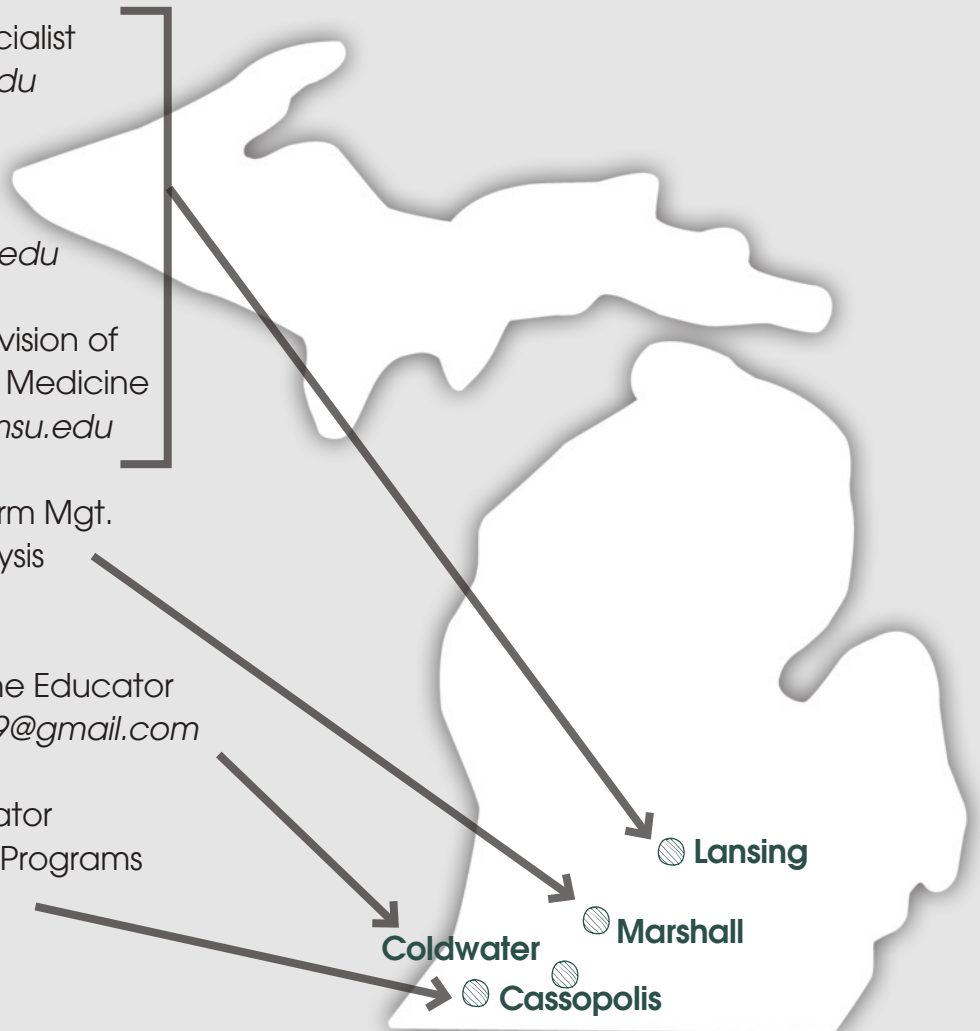 cialist
du
edu
vision of
Medicine
nsu.edu
rm Mgt.
ysis
ne Educator
9@gmail.com
ator
Programs
Lansing
Marshall
Coldwater
Cassopolis